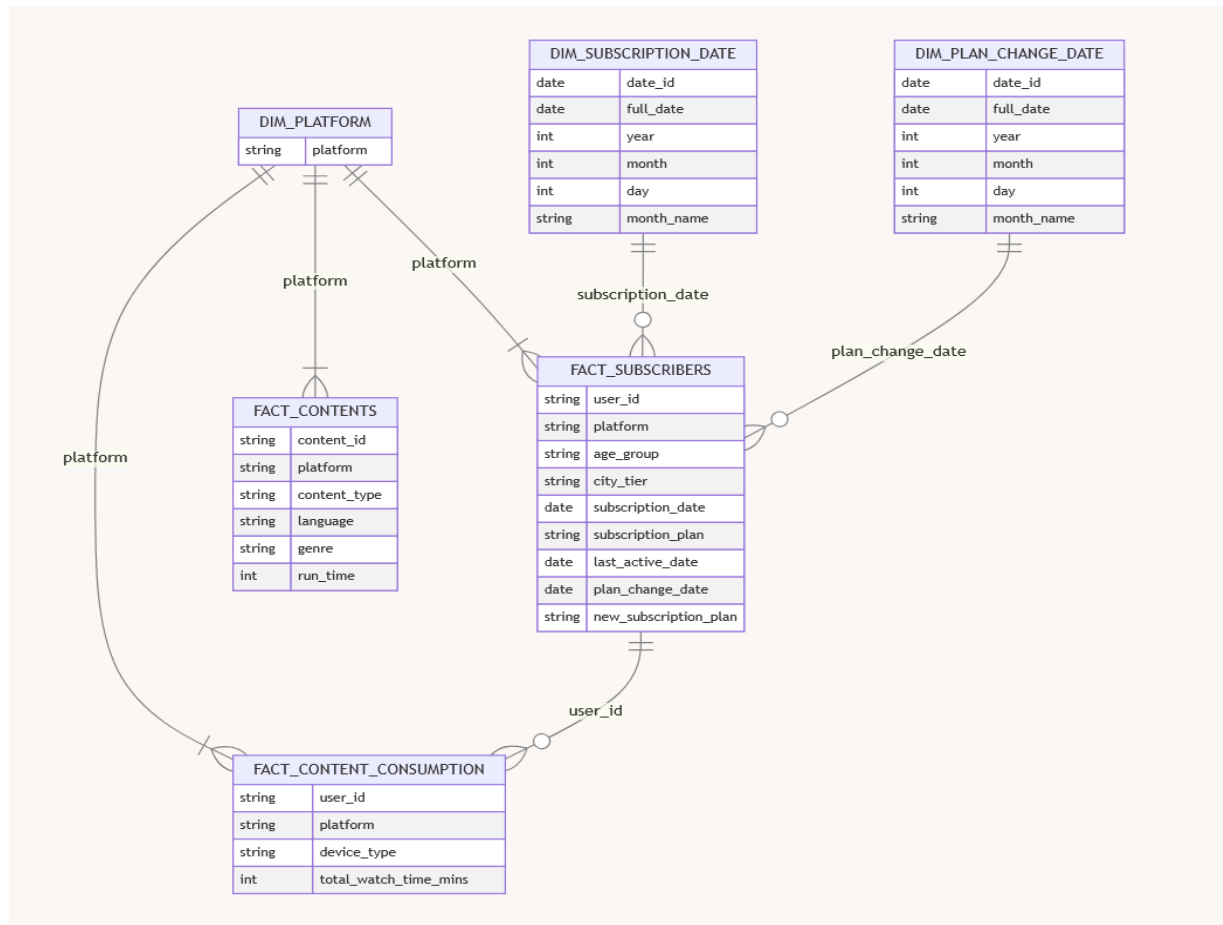 DIM_SUBSCRIPTION_DATE
date date_id
date full_date
int year
int month
int day
string month_name
DIM_PLAN_CHANGE_DATE
date date_id
date full_date
int year
int month
int day
string month_name
DIM_PLATFORM
string platform
platform
platform
platform
subscription_date
plan_change_date
FACT_SUBSCRIBERS
string user_id
string platform
string age_group
string city_tier
date subscription_date
string subscription_plan
date last_active_date
date plan_change_date
string new_subscription_plan
FACT_CONTENTS
string content_id
string platform
string content_type
string language
string genre
int run_time
user_id
FACT_CONTENT_CONSUMPTION
string user_id
string platform
string device_type
int total_watch_time_mins